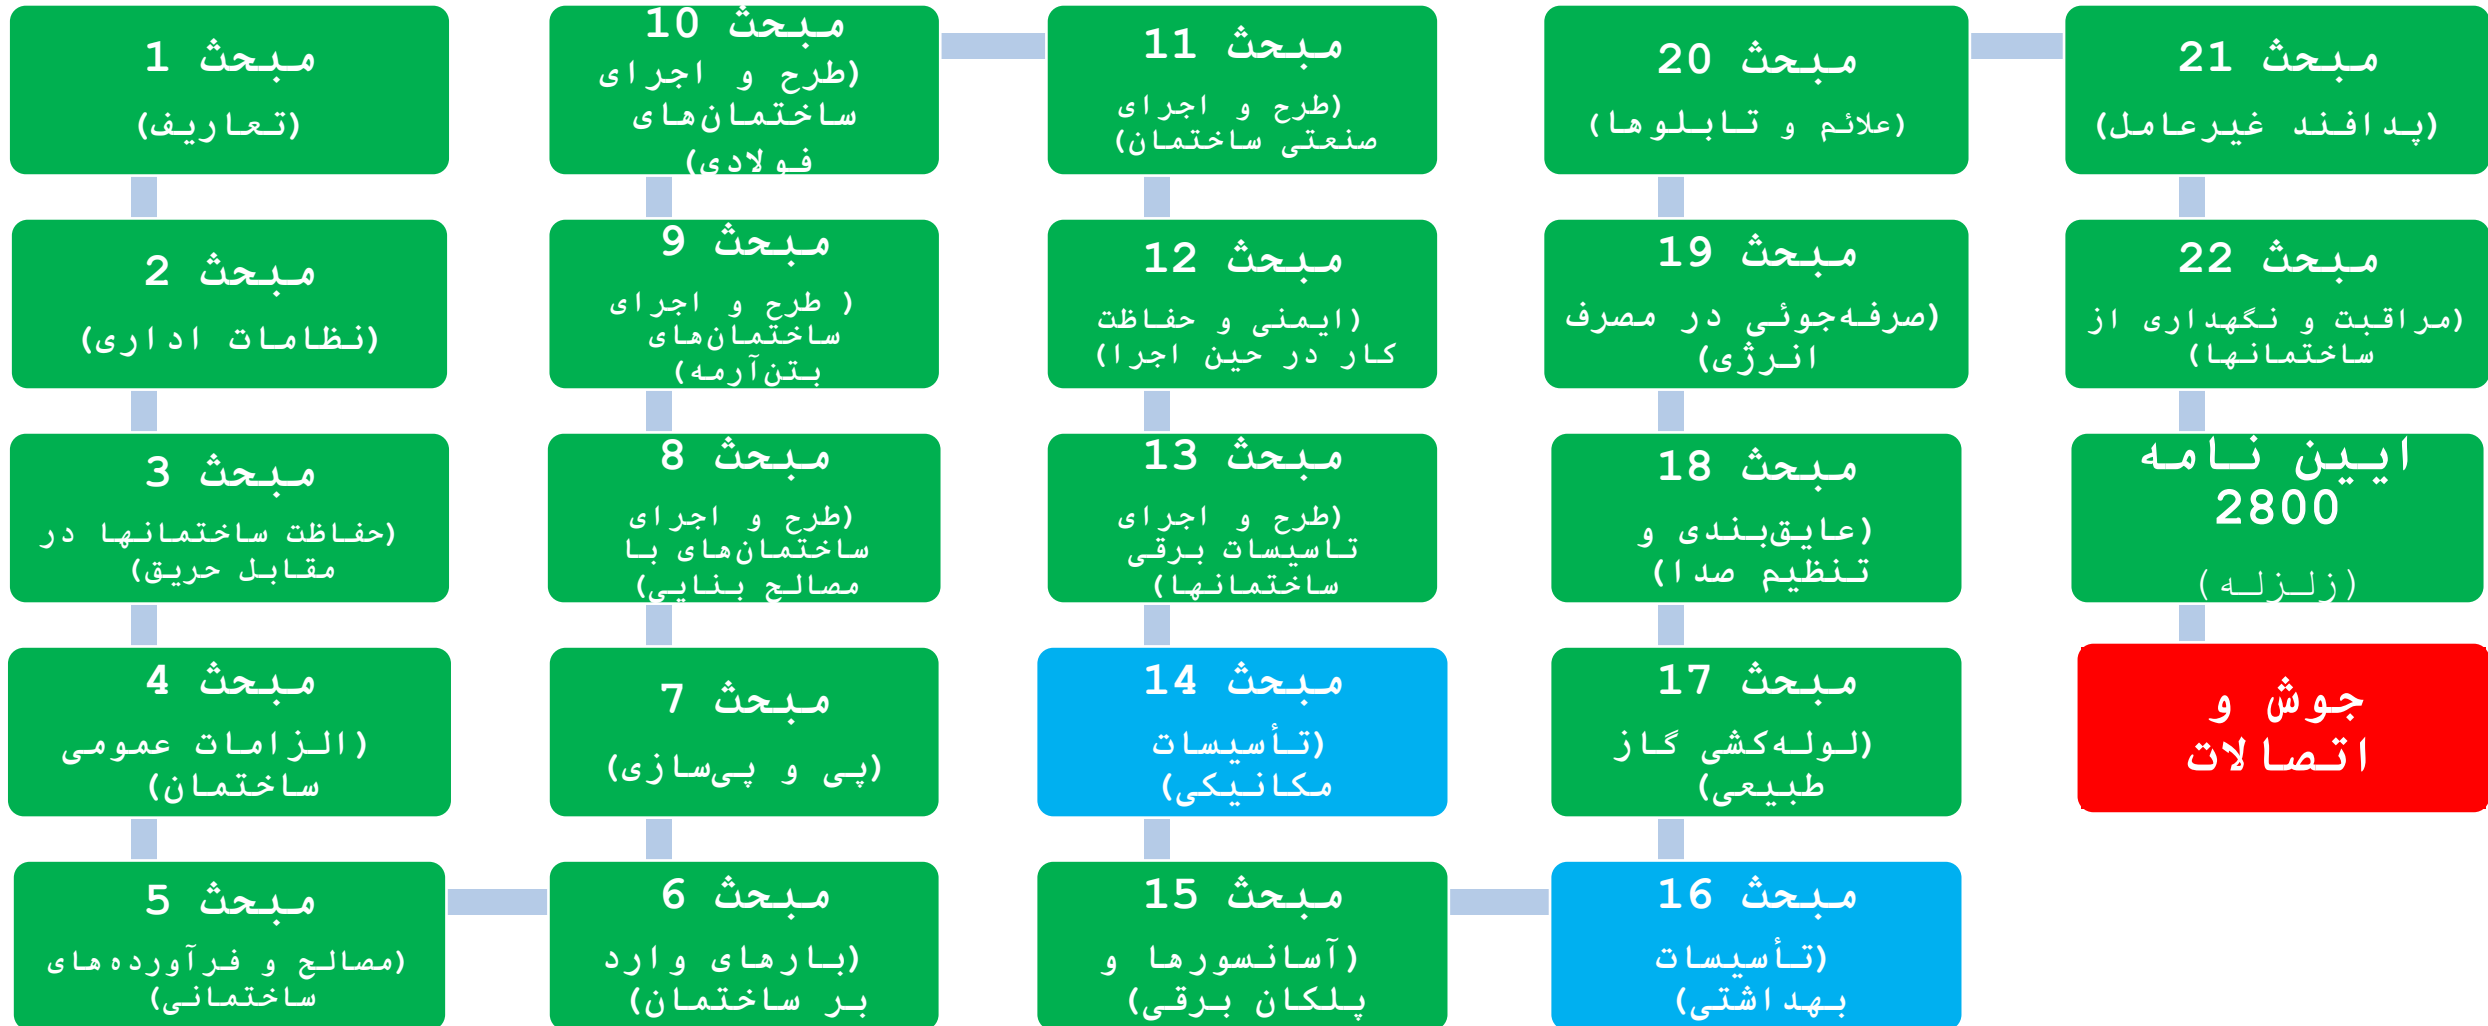 مبحث 1
(تعاریف)
مبحث 2
(نظامات اداری)
مبحث 3
(حفاظت ساختمانها در
مقابل حریق)
مبحث 4
(الزامات عمومی
ساختمان)
مبحث 5
(مصالح و فرآورده‌های
ساختمانی)
مبحث 6
(بارهای وارد
بر ساختمان)
مبحث 7
(پی و پی‌سازی)
مبحث 8
(طرح و اجرای
ساختمان‌های با
مصالح بنایی)
مبحث 9
( طرح و اجرای
ساختمان‌های
بتن‌آرمه)
مبحث 10
(طرح و اجرای
ساختمان‌های
فولادی)
مبحث 11
(طرح و اجرای
صنعتی ساختمان)
مبحث 12
(ایمنی و حفاظت
کار در حین اجرا)
مبحث 13
(طرح و اجرای
تاسیسات برقی
ساختمانها)
مبحث 14
(تأسیسات
مکانیکی)
مبحث 15
(آسانسورها و
پلکان برقی)
مبحث 16
(تأسیسات
بهداشتی)
مبحث 17
(لوله‌کشی گاز
طبیعی)
مبحث 18
(عایق‌بندی و
تنظیم صدا)
مبحث 19
(صرفه‌جوئی در مصرف
انرژی)
مبحث 20
(علائم و تابلوها)
مبحث 21
(پدافند غیرعامل)
مبحث 22
(مراقبت و نگهداری از
ساختمانها)
ایین نامه
2800
(زلزله)
جوش و
اتصالات